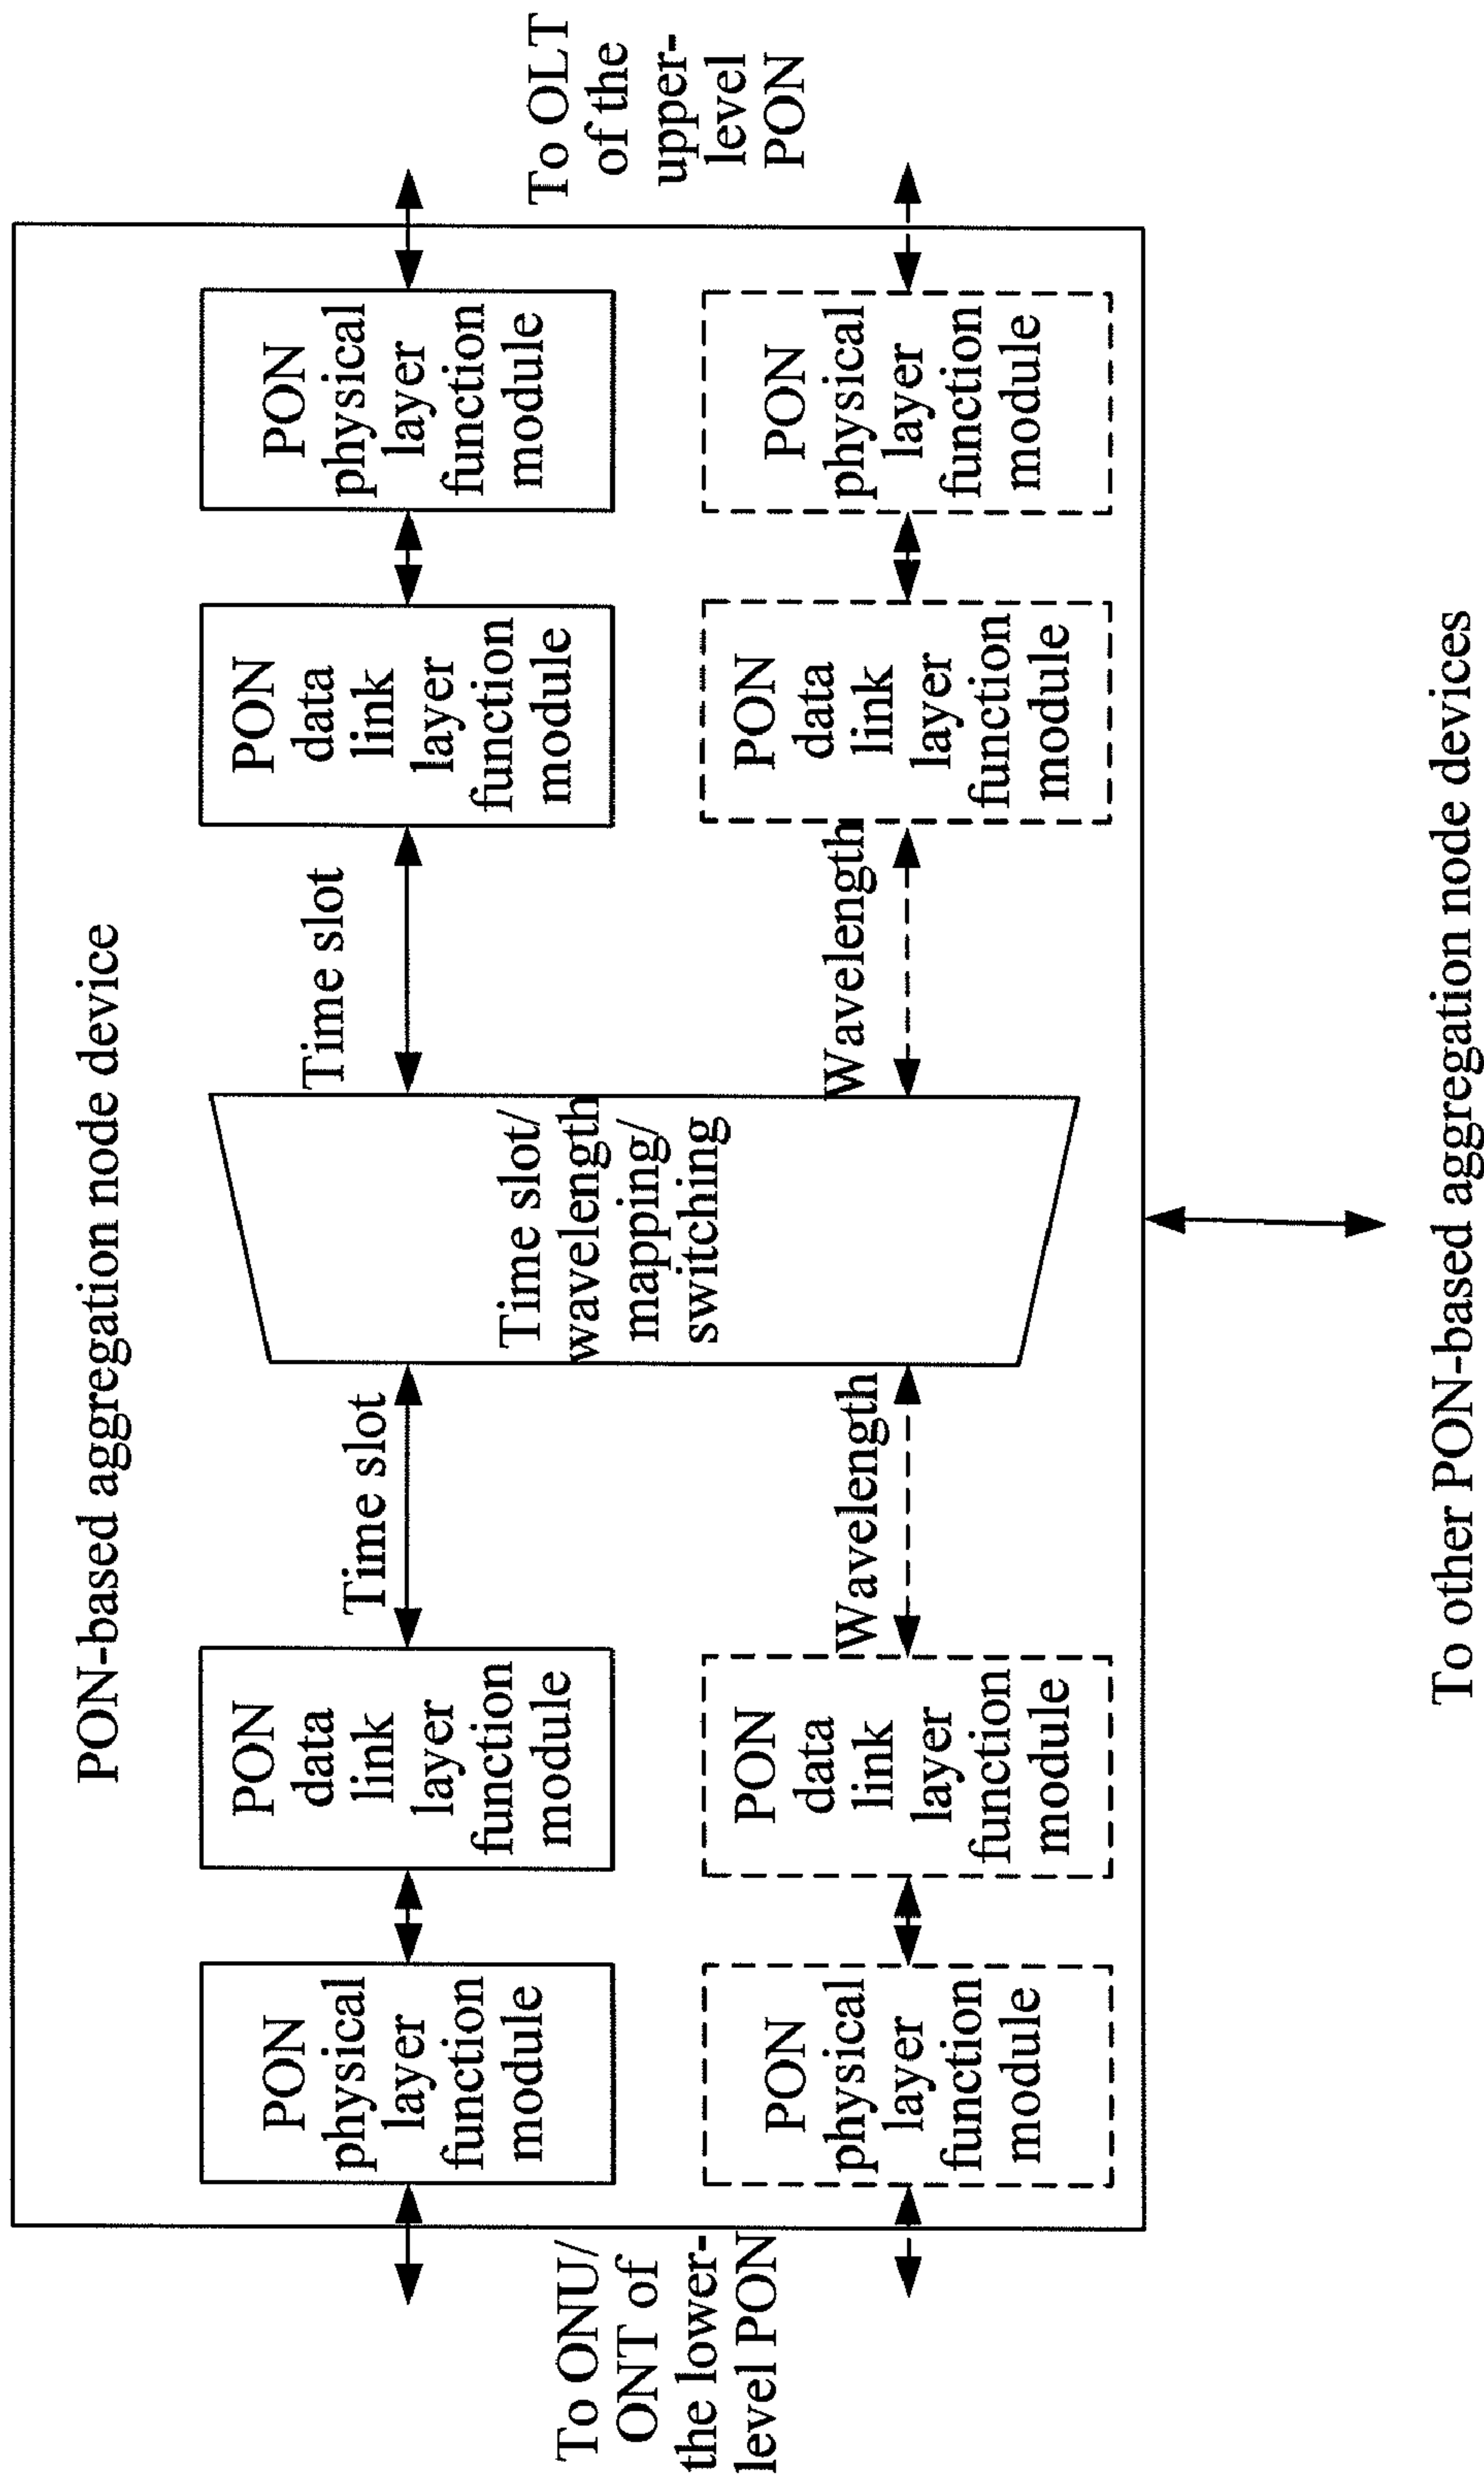 PON-based aggregation node device
To ONU/
ONT of
the lower-
level PON
PON
physical
layer
function
module
PON
data
link
layer
function
module
Time slot
Time slot/
wavelength
mapping/
switching
Time slot
PON
data
link
layer
function
module
PON
physical
layer
function
module
To OLT
of the
upper-
level
PON
PON
physical
layer
function
module
PON
data
link
layer
function
module
Wavelength
Wavelength
PON
data
link
layer
function
module
PON
physical
layer
function
module
To other PON-based aggregation node devices